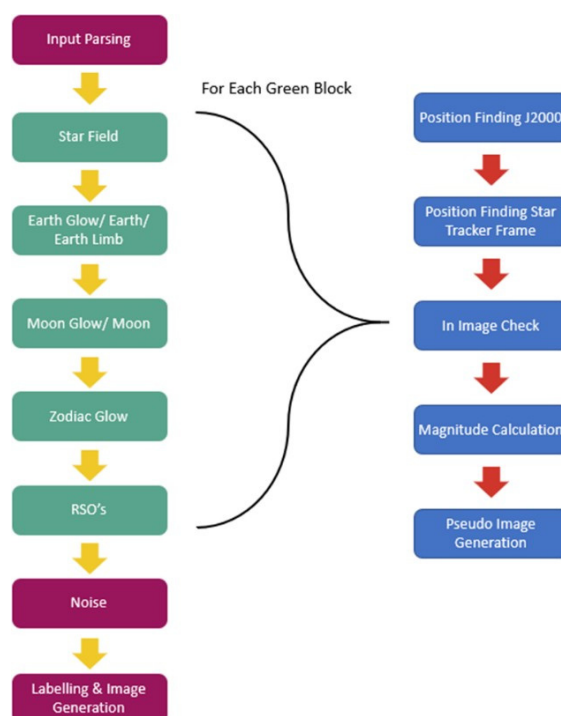 Input Parsing
Star Field
Earth Glow/ Earth/
Earth Limb
Moon Glow/ Moon
Zodiac Glow
RSO's
Noise
Labelling & Image
Generation
For Each Green Block
Position Finding J2000
Position Finding Star
Tracker Frame
In Image Check
Magnitude Calculation
Pseudo Image
Generation